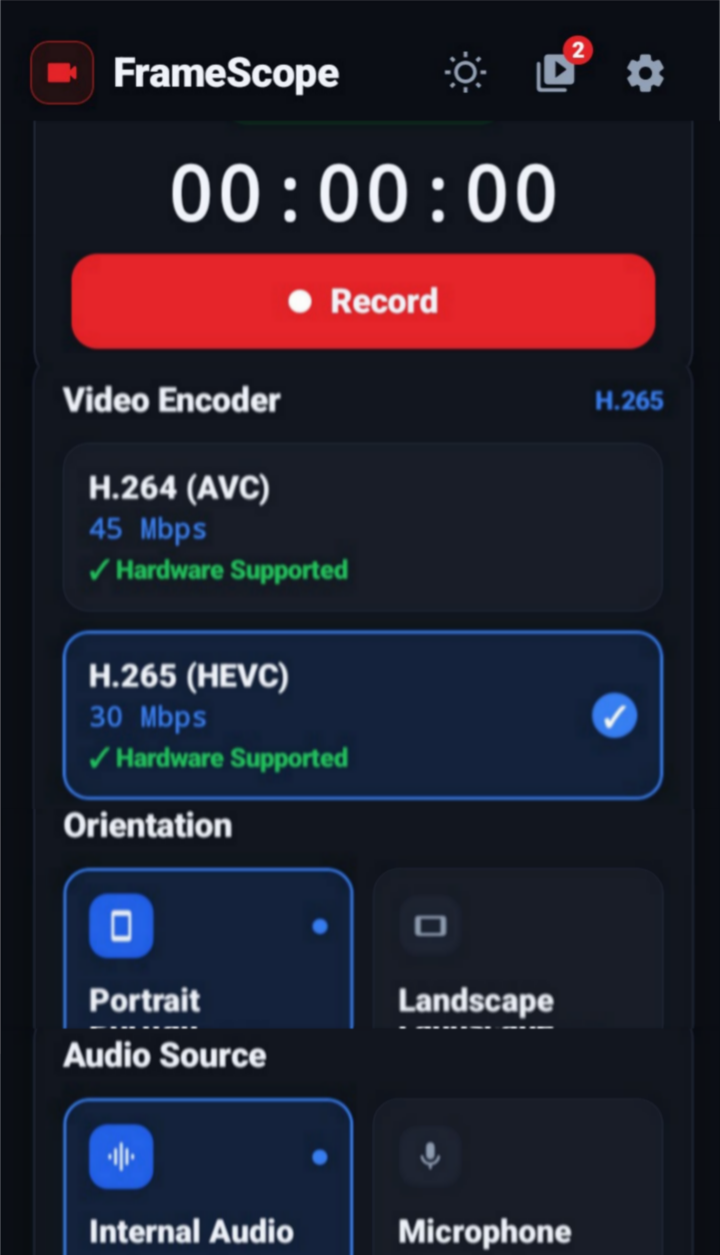 FrameScope
2
00:00:00
Record
Video Encoder
H.265
H.264 (AVC)
45 Mbps
✓ Hardware Supported
H.265 (HEVC)
30 Mbps
✓ Hardware Supported
Orientation
Portrait
Landscape
Audio Source
Internal Audio
Microphone